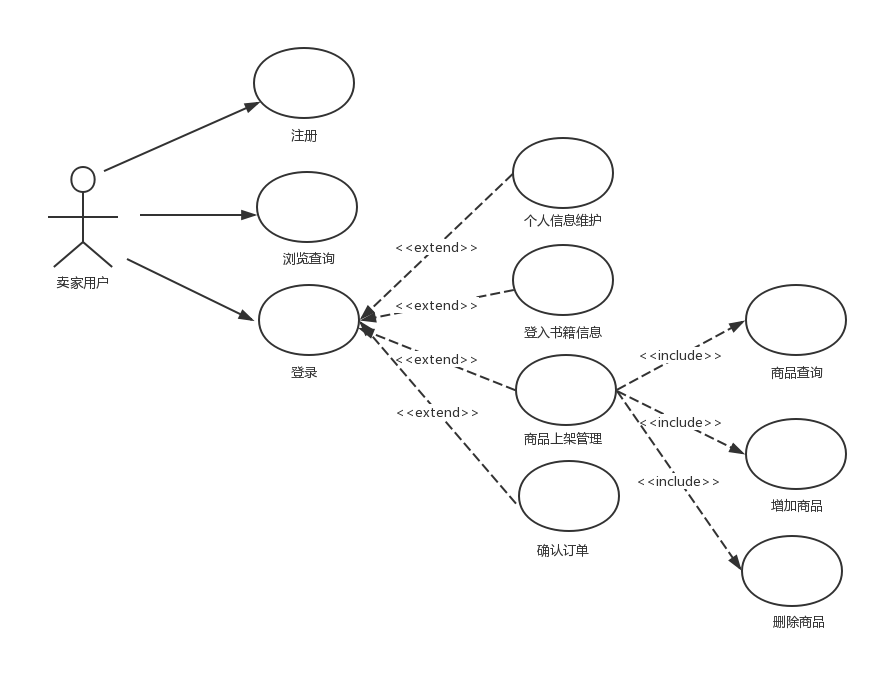 注册
浏览查询
卖家用户
登录
<<extend>>
<<extend>>
<<extend>>
<<extend>>
个人信息维护
登入书籍信息
商品上架管理
确认订单
<<include>>
<<include>>
<<include>>
商品查询
增加商品
删除商品